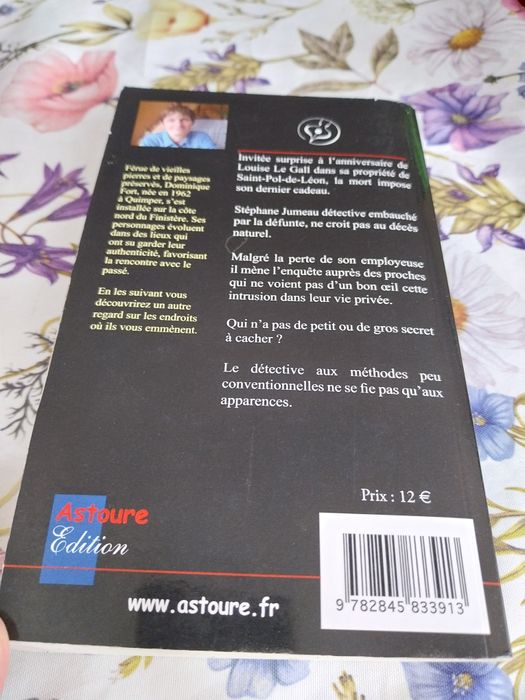 Férue de vieilles
pierres et de paysages
préservés, Dominique
Fort, née en 1962
à Quimper, s'est
installée sur la côte
nord du Finistère. Ses
personnages évoluent
dans des lieux qui
ont su garder leur
authenticité, favorisant
la rencontre avec le
passé.
En les suivant vous
découvrirez un autre
regard sur les endroits
où ils vous emmènent.
Invitée surprise à l'anniversaire de
Louise Le Gall dans sa propriété de
Saint-Pol-de-Léon, la mort impose
son dernier cadeau.
Stéphane Jumeau détective embauché
par la défunte, ne croit pas au décès
naturel.
Malgré la perte de son employeuse
il mène l'enquête auprès des proches
qui ne voient pas d'un bon œil cette
intrusion dans leur vie privée.
Qui n'a pas de petit ou de gros secret
à cacher ?
Le détective aux méthodes peu
conventionnelles ne se fie pas qu'aux
apparences.
Prix : 12 €
Astoure
Edition
www.astoure.fr
9 782845 833913